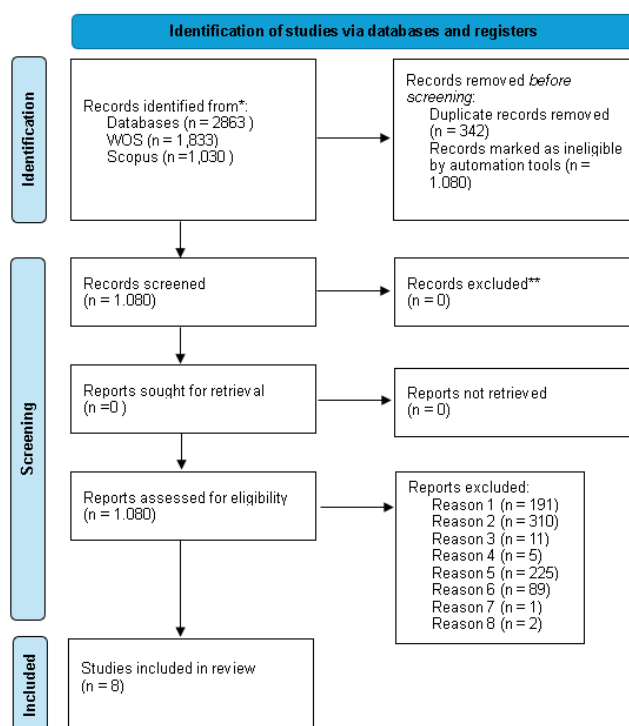 Identification of studies via databases and registers
Identification
Records identified from*:
Databases (n = 2863 )
WOS (n = 1,833)
Scopus (n =1,030 )
Records removed before
screening:
Duplicate records removed
(n = 342)
Records marked as ineligible
by automation tools (n =
1.080)
Screening
Records screened
(n = 1.080)
Records excluded**
(n = 0)
Reports sought for retrieval
(n =0 )
Reports not retrieved
(n = 0)
Reports assessed for eligibility
(n = 1.080)
Reports excluded:
Reason 1 (n = 191)
Reason 2 (n = 310)
Reason 3 (n = 11)
Reason 4 (n = 5)
Reason 5 (n = 225)
Reason 6 (n = 89)
Reason 7 (n = 1)
Reason 8 (n = 2)
Included
Studies included in review
(n = 8)